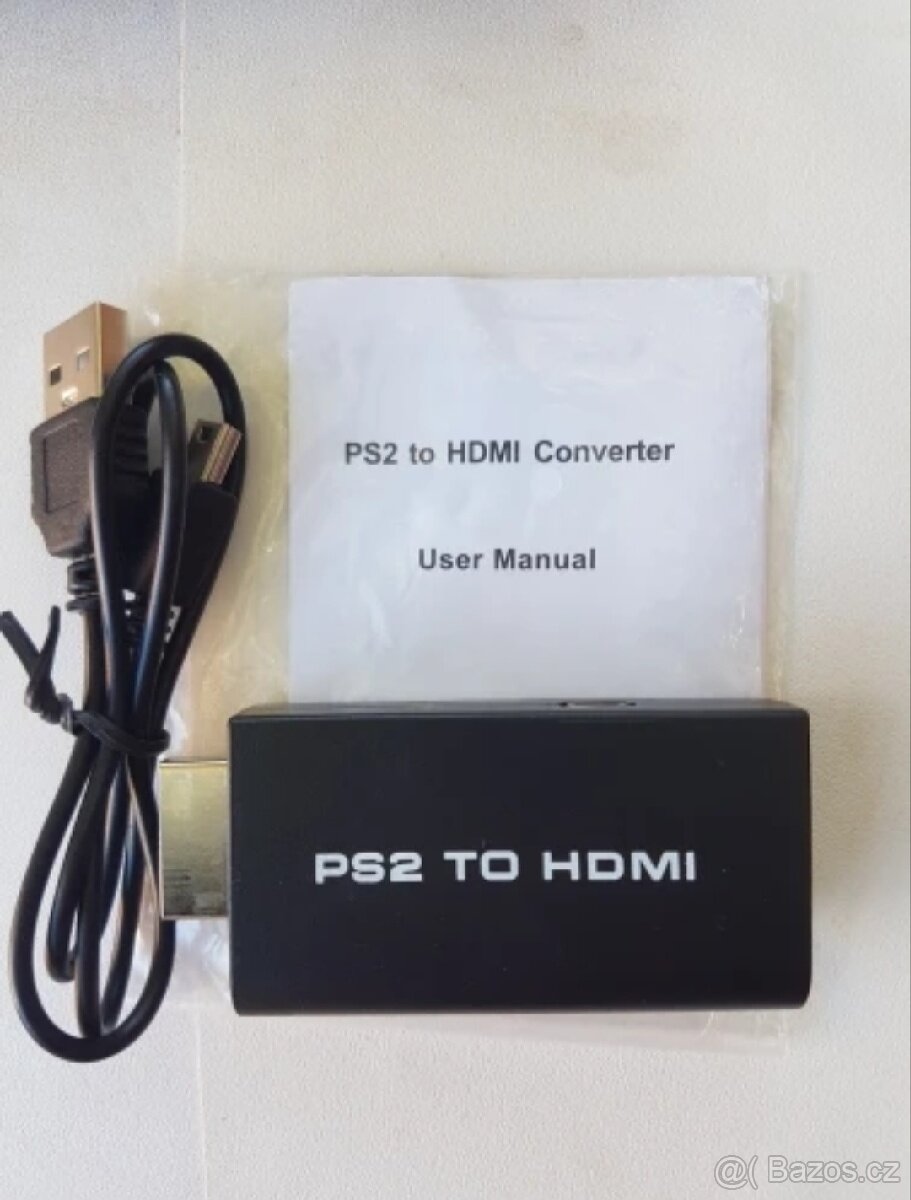 PS2 to HDMI Converter
User Manual
PS2 TO HDMI
@( Bazos.cz